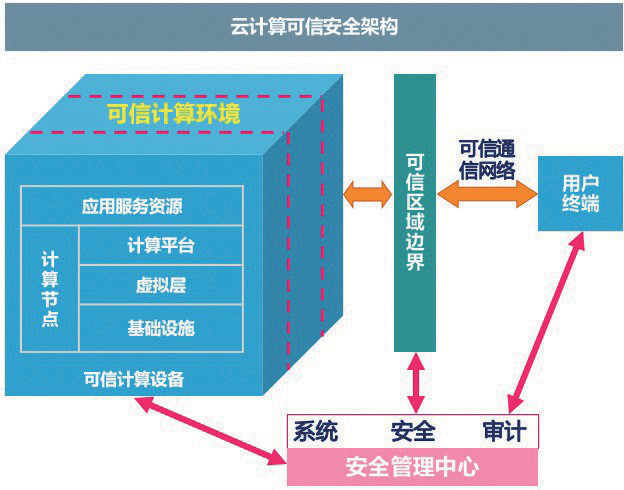 云计算可信安全架构
可信计算环境
应用服务资源
计算节点
计算平台
虚拟层
基础设施
可信计算设备
可信区域边界
可信通
信网络
用户
终端
系统 安全 审计
安全管理中心